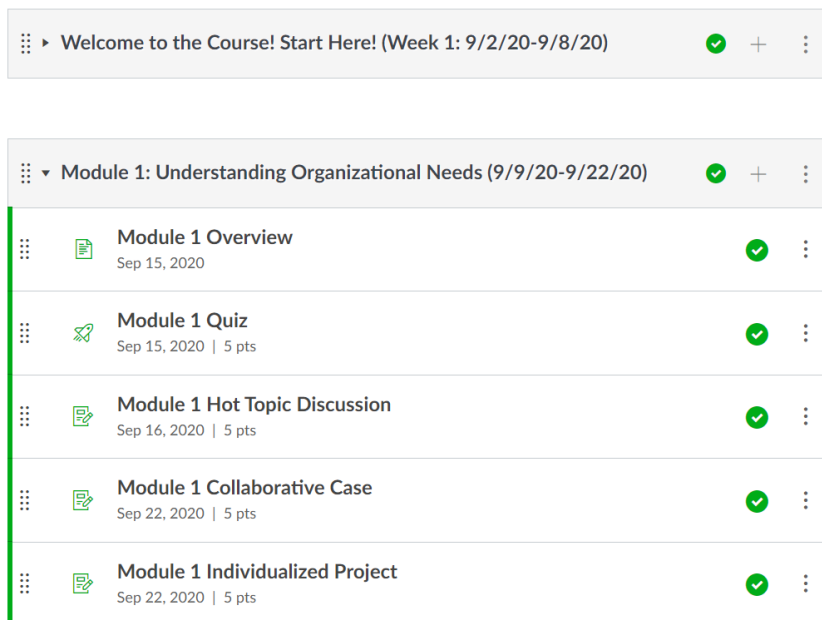 Welcome to the Course! Start Here! (Week 1: 9/2/20-9/8/20)
Module 1: Understanding Organizational Needs (9/9/20-9/22/20)
Module 1 Overview
Sep 15, 2020
Module 1 Quiz
Sep 15, 2020 | 5 pts
Module 1 Hot Topic Discussion
Sep 16, 2020 | 5 pts
Module 1 Collaborative Case
Sep 22, 2020 | 5 pts
Module 1 Individualized Project
Sep 22, 2020 | 5 pts